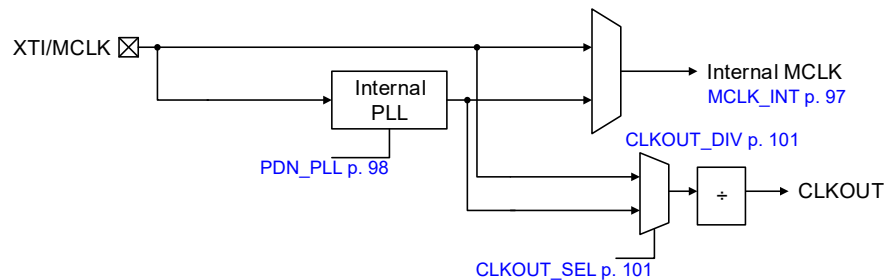 XTI/MCLK
Internal
PLL
Internal MCLK
MCLK_INT p. 97
PDN_PLL p. 98
CLKOUT_DIV p. 101
÷
CLKOUT
CLKOUT_SEL p. 101